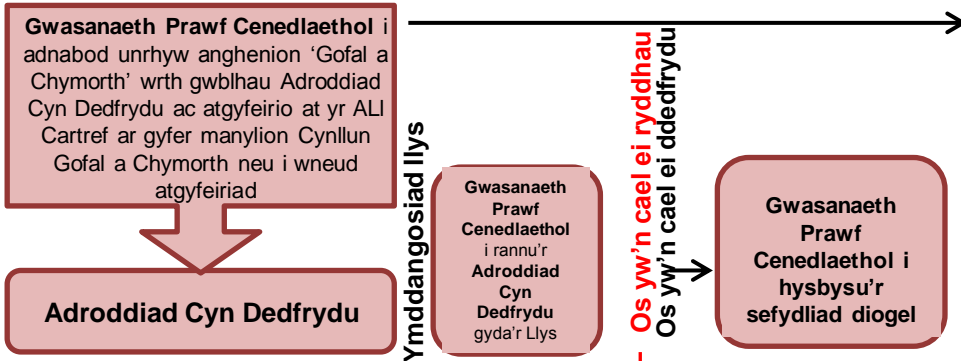 Gwasanaeth Prawf Cenedlaethol i
adnabod unrhyw anghenion ‘Gofal a
Chymorth’ wrth gwblhau Adroddiad
Cyn Dedfrydu ac atgyfeirio at yr ALI
Cartref ar gyfer manylion Cynllun
Gofal a Chymorth neu i wneud
atgyfeiriad
Adroddiad Cyn Dedfrydu
Ymddangosiad llys
Gwasanaeth
Prawf
Cenedlaethol
i rannu’r
Adroddiad
Cyn
Dedfrydu
gyda’r Llys
– Os yw’n cael ei ryddhau
Os yw’n cael ei ddedfrydu
Gwasanaeth
Prawf
Cenedlaethol i
hysbysu’r
sefydliad diogel